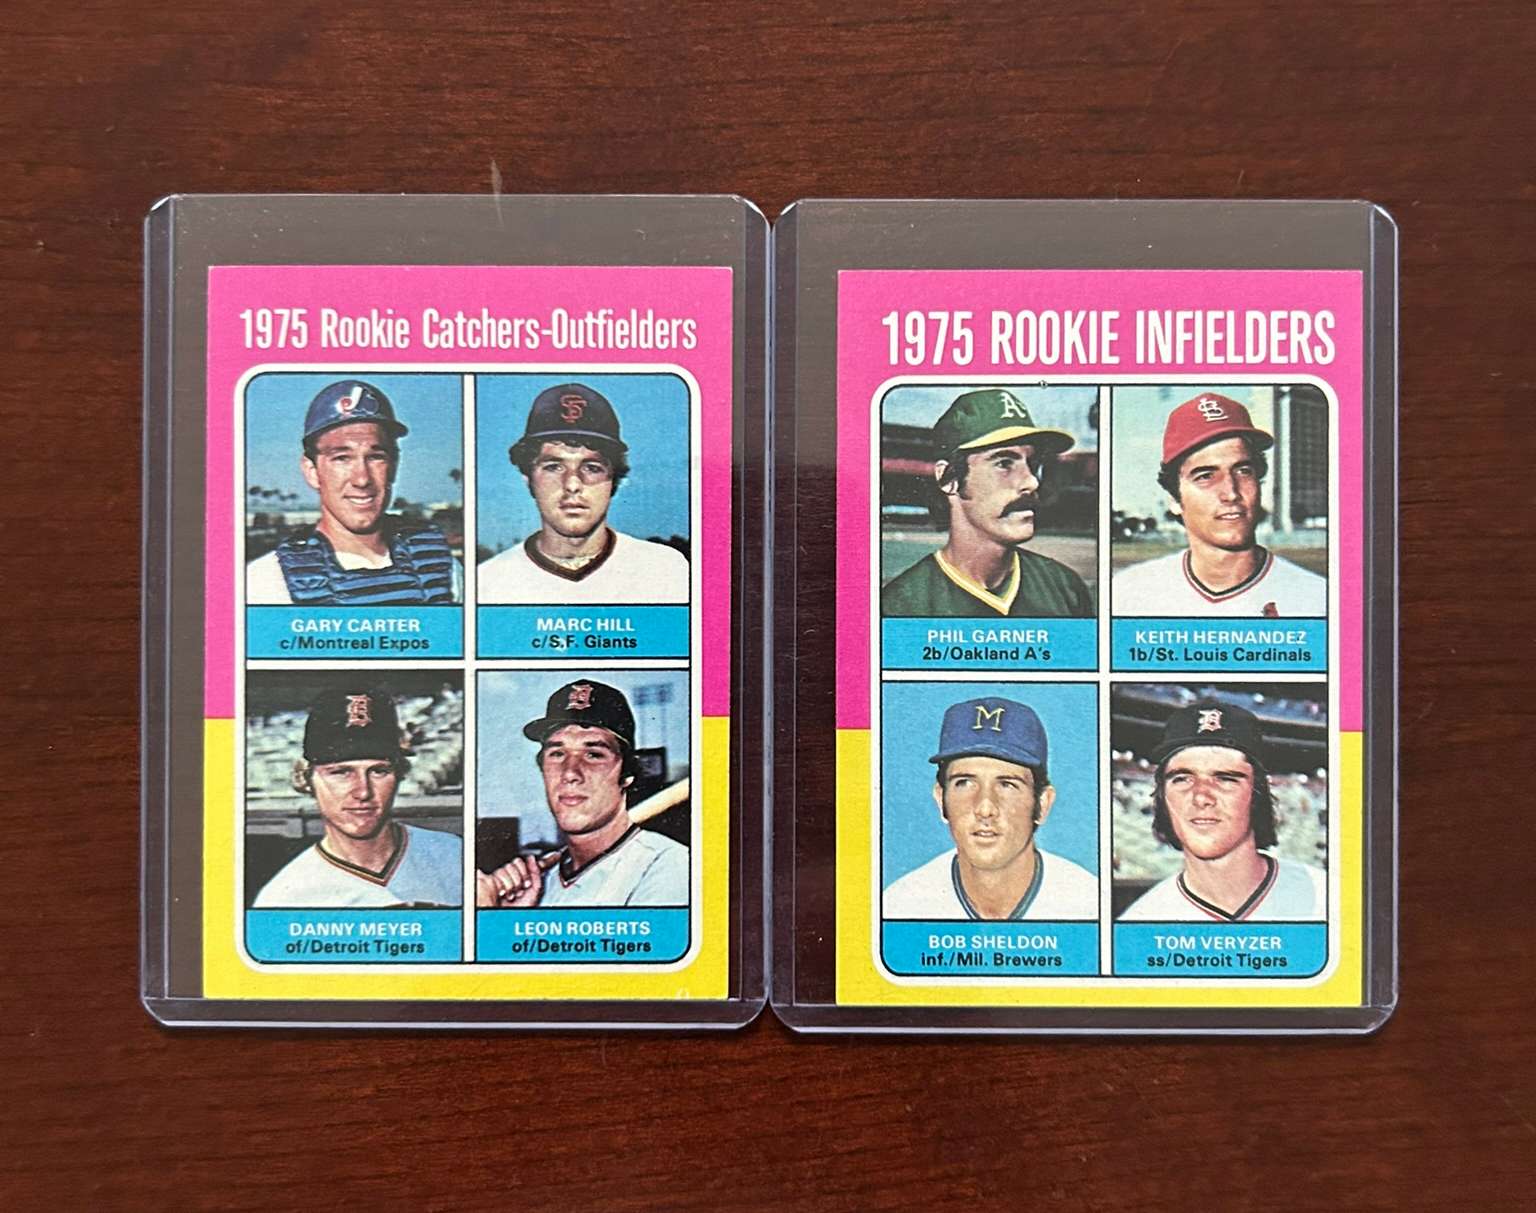 1975 Rookie Catchers-Outfielders
GARY CARTER
c/Montreal Expos
MARC HILL
c/S.F. Giants
DANNY MEYER
of/Detroit Tigers
LEON ROBERTS
of/Detroit Tigers
1975 ROOKIE INFIELDERS
PHIL GARNER
2b/Oakland A's
KEITH HERNANDEZ
1b/St. Louis Cardinals
BOB SHELDON
inf./Mil. Brewers
TOM VERYZER
ss/Detroit Tigers